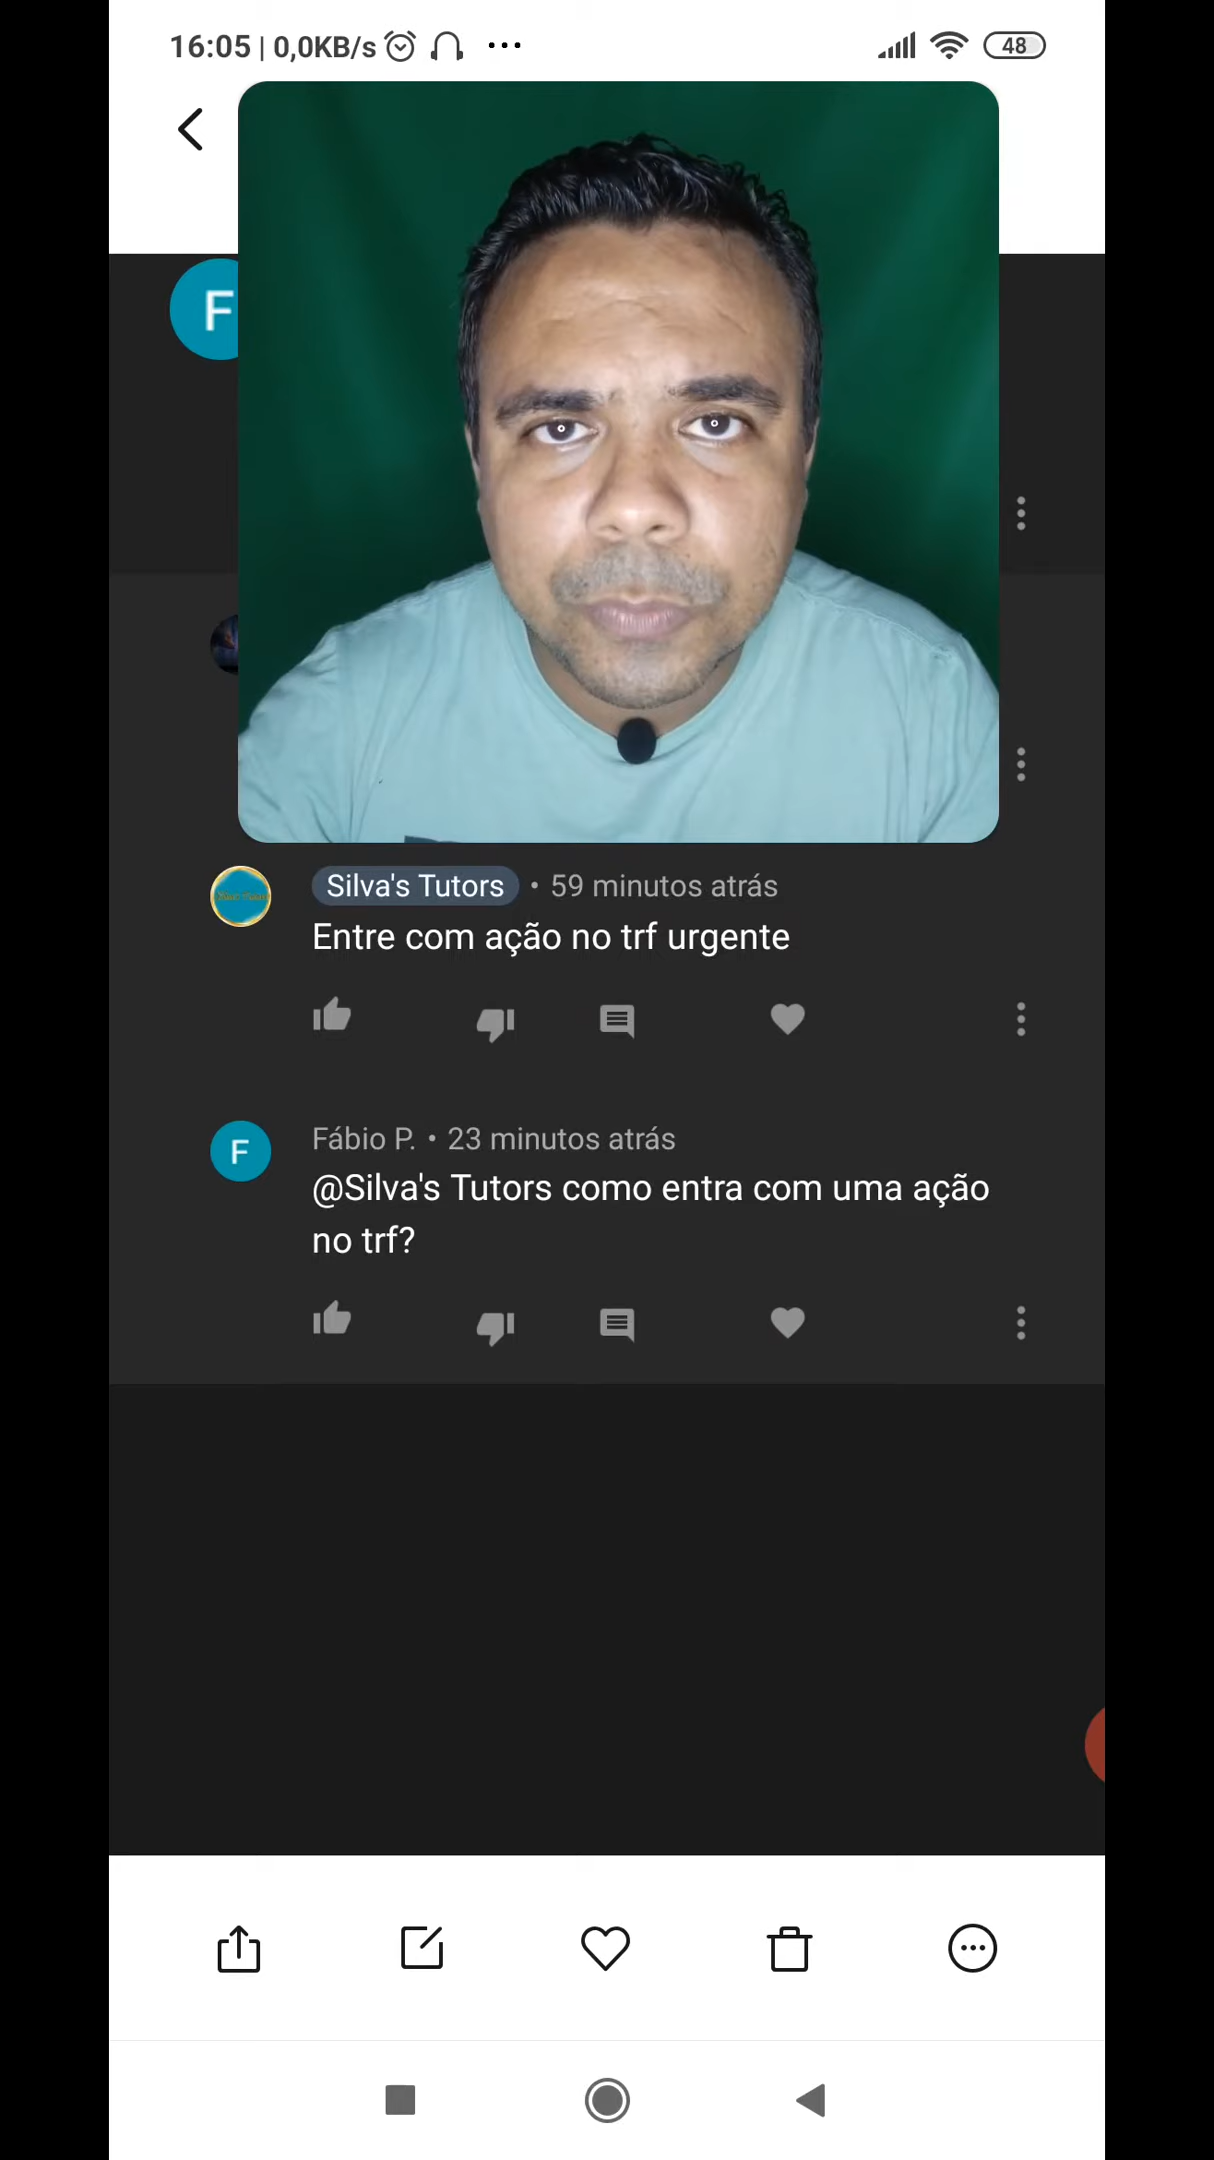 16:05 | 0,0KB/s
48
F
Silva's Tutors • 59 minutos atrás
Entre com ação no trf urgente
F
Fábio P. • 23 minutos atrás
@Silva's Tutors como entra com uma ação
no trf?